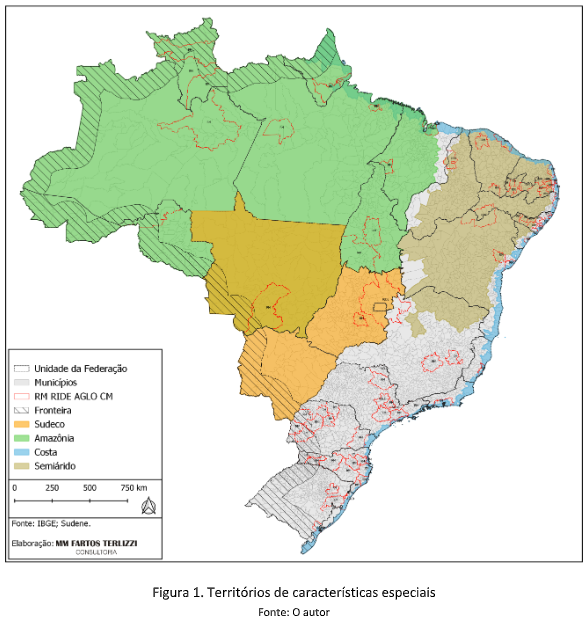 Unidade da Federação
Municípios
RM RIDE AGLO CM
Fronteira
Sudeco
Amazônia
Costa
Semiárido
0 250 500 750 km
Fonte: IBGE; Sudene.
Elaboração: MM FARTOS TERLIZZI
CONSULTORIA
Figura 1. Territórios de características especiais
Fonte: O autor